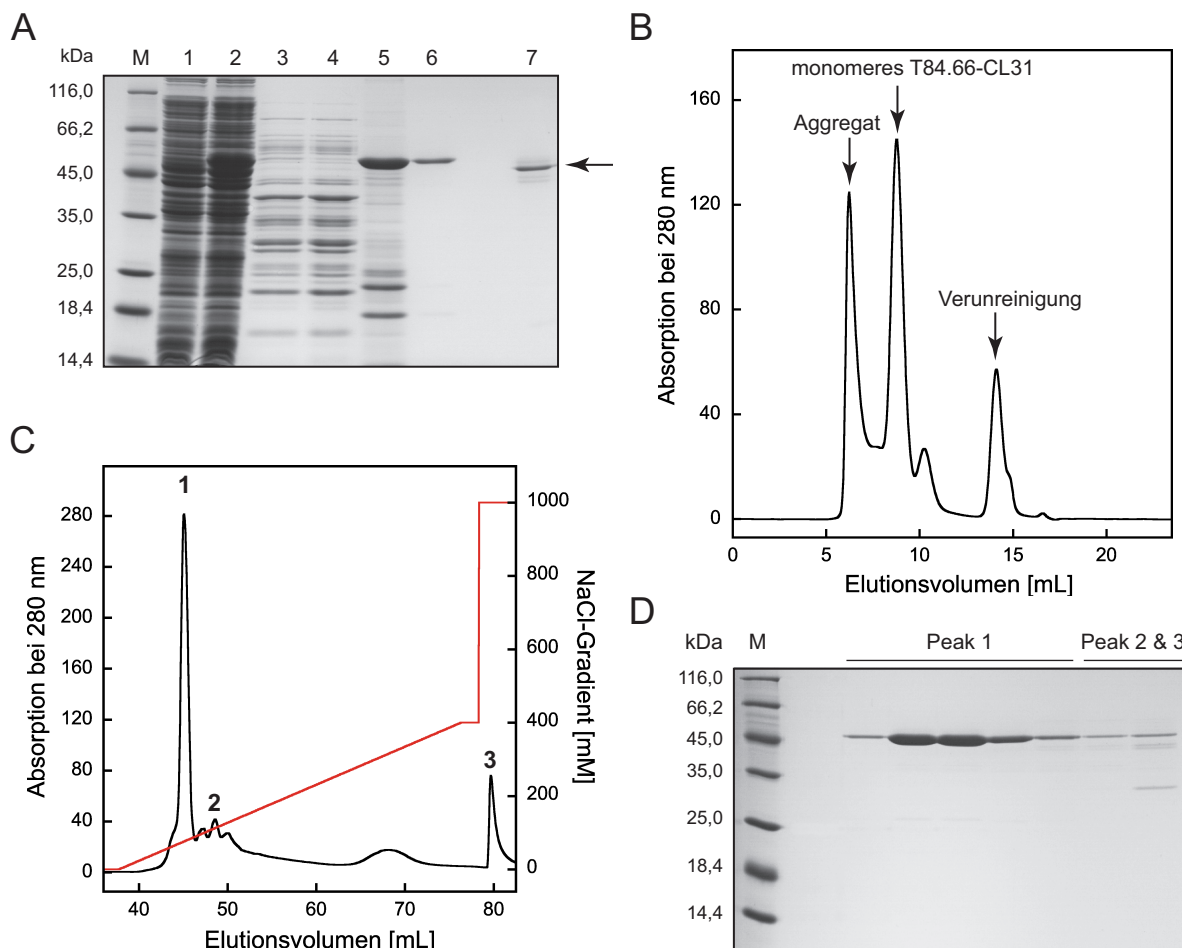 A
kDa M 1 2 3 4 5 6 7
116,0
66,2
45,0
35,0
25,0
18,4
14,4
B
monomeres T84.66-CL31
Aggregat
Verunreinigung
160
120
80
40
0
0 5 10 15 20
Absorption bei 280 nm
Elutionsvolumen [mL]
C
1
2
3
280
240
200
160
120
80
40
0
1000
800
600
400
200
0
40 50 60 70 80
Absorption bei 280 nm
NaCl-Gradient [mM]
Elutionsvolumen [mL]
D
kDa M Peak 1 Peak 2 & 3
116,0
66,2
45,0
35,0
25,0
18,4
14,4